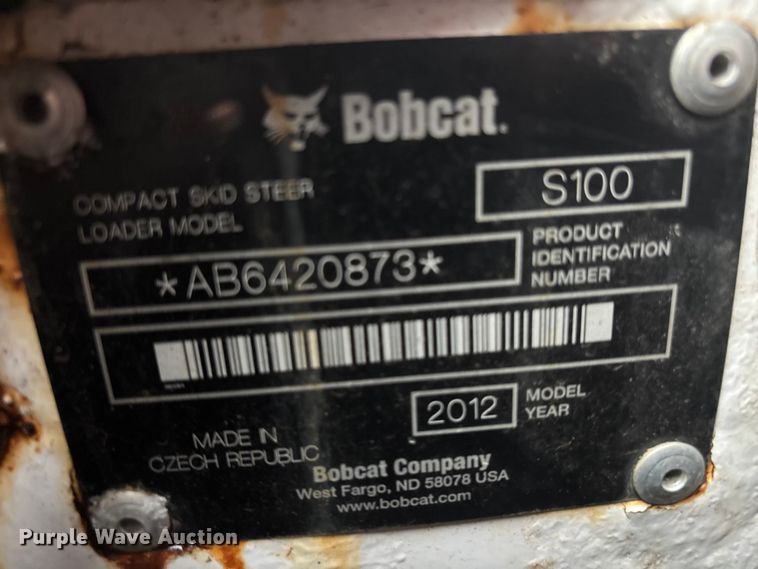 Bobcat.
COMPACT SKID STEER
LOADER MODEL
S100
*AB6420873*
PRODUCT
IDENTIFICATION
NUMBER
2012
MODEL
YEAR
MADE IN
CZECH REPUBLIC
Bobcat Company
West Fargo, ND 58078 USA
www.bobcat.com
Purple Wave Auction